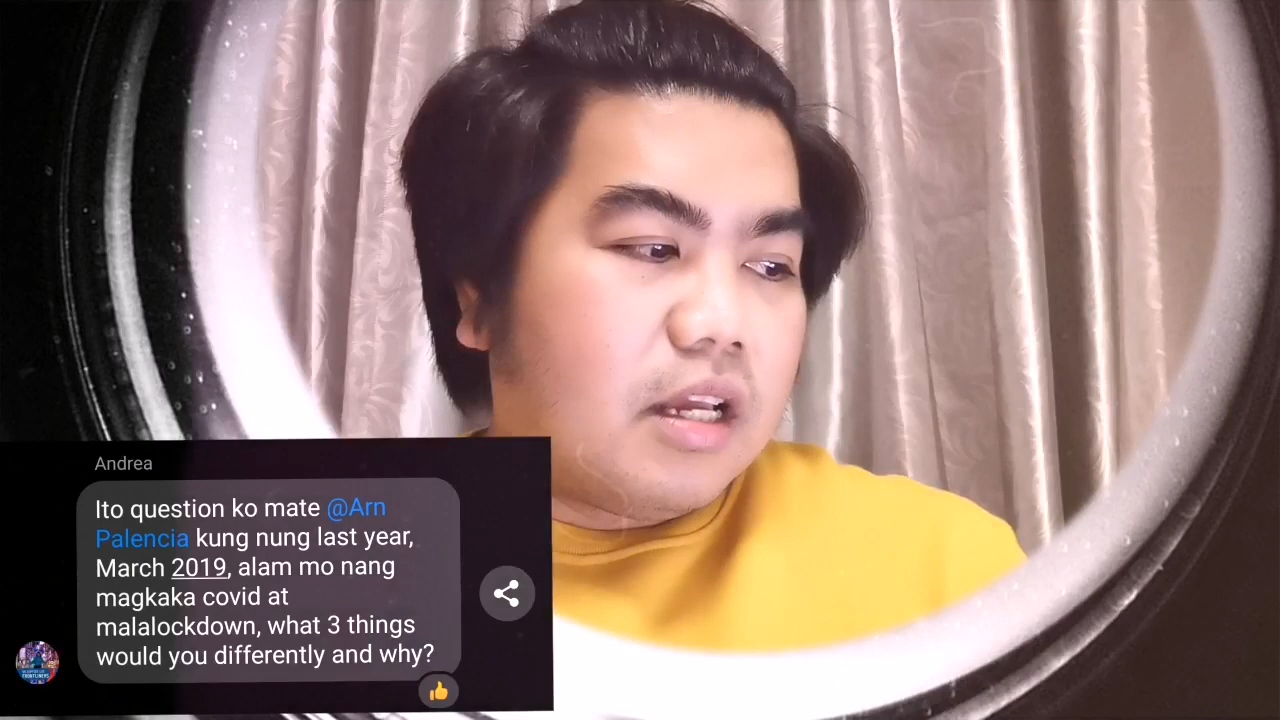 Andrea
Ito question ko mate @Arn
Palencia kung nung last year,
March 2019, alam mo nang
magkaka covid at
malalockdown, what 3 things
would you differently and why?